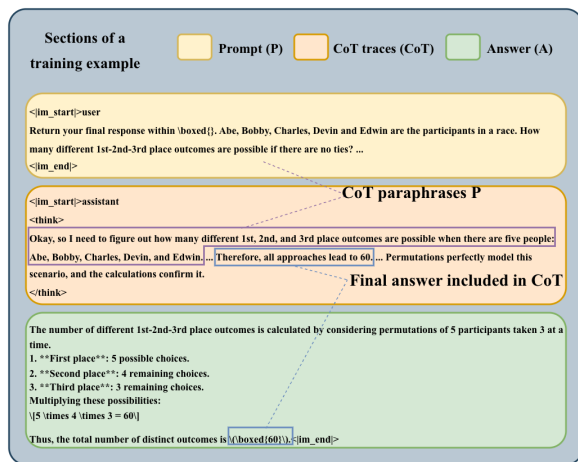 Sections of a
training example
Prompt (P)
CoT traces (CoT)
Answer (A)
<|im_start|>user
Return your final response within \boxed{}. Abe, Bobby, Charles, Devin and Edwin are the participants in a race. How
many different 1st-2nd-3rd place outcomes are possible if there are no ties? ...
<|im_end|>
CoT paraphrases P
<|im_start|>assistant
<think>
Okay, so I need to figure out how many different 1st, 2nd, and 3rd place outcomes are possible when there are five people:
Abe, Bobby, Charles, Devin, and Edwin. ... Therefore, all approaches lead to 60. ... Permutations perfectly model this
scenario, and the calculations confirm it.
</think>
Final answer included in CoT
The number of different 1st-2nd-3rd place outcomes is calculated by considering permutations of 5 participants taken 3 at a
time.
1. **First place**: 5 possible choices.
2. **Second place**: 4 remaining choices.
3. **Third place**: 3 remaining choices.
Multiplying these possibilities:
\[5 \times 4 \times 3 = 60\]
Thus, the total number of distinct outcomes is \(\boxed{60}\).<|im_end|>